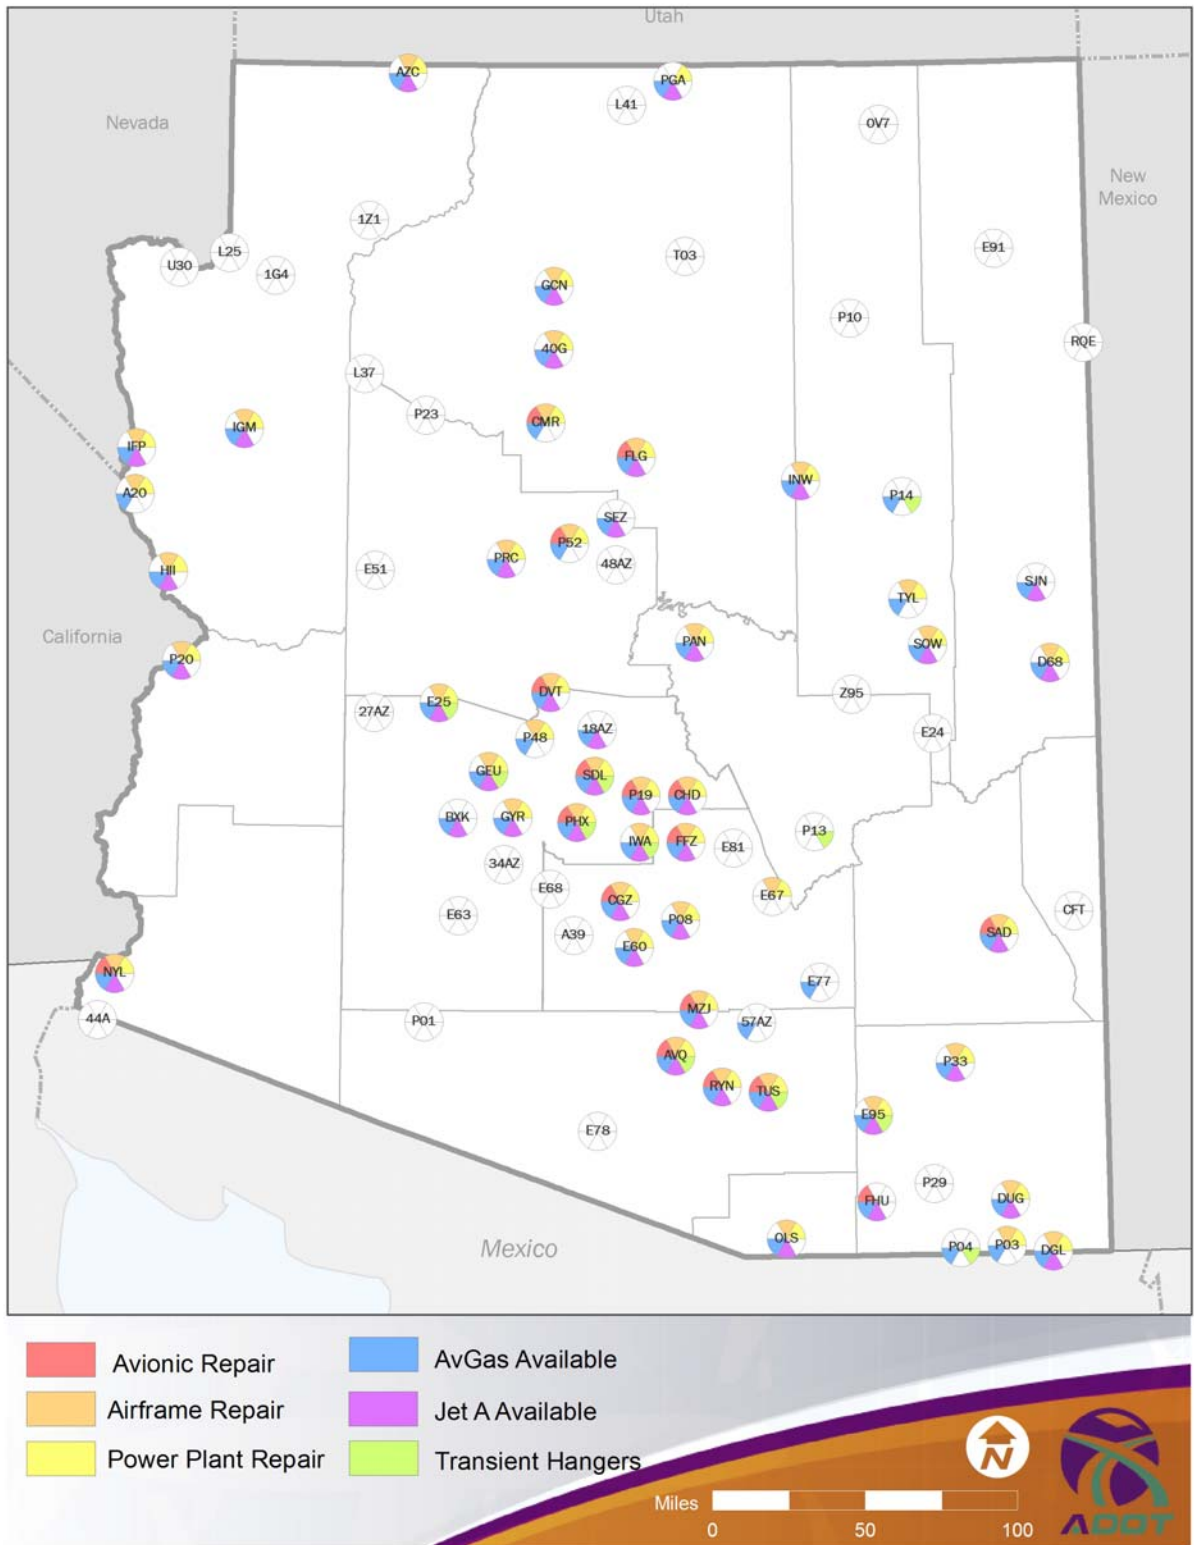 Utah
AZC
PGA
L41
0V7
Nevada
New
Mexico
1Z1
L25
U30
1G4
T03
E91
GCN
P10
40G
RQE
L37
P23
CMR
IGM
IFP
FLG
A20
INW
P14
SEZ
P52
PRC
48AZ
E51
HII
SJN
TYL
California
PAN
SOW
P20
D68
DVT
Z95
E25
27AZ
18AZ
E24
P48
GEU
SDL
P19
CHD
BXK
GYR
PHX
P13
IWA
FFZ
E81
34AZ
E68
E67
CGZ
CFT
E63
P08
A39
SAD
E60
NYL
E77
MZJ
44A
P01
57AZ
AVQ
P33
RYN
TUS
E95
E78
P29
FHU
DUG
OLS
Mexico
P04
P03
DGL
Avionic Repair
AvGas Available
Airframe Repair
Jet A Available
Power Plant Repair
Transient Hangers
N
Miles
0
50
100
ADOT